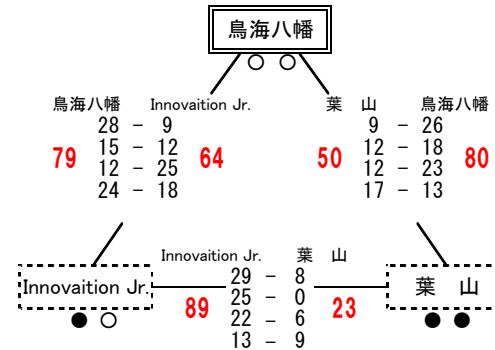 鳥海八幡
○ ○
鳥海八幡 Innovaition Jr.
79 64
28 - 9
15 - 12
12 - 25
24 - 18
葉 山 鳥海八幡
50 80
9 - 26
12 - 18
12 - 23
17 - 13
Innovaition Jr. 葉 山
89 23
29 - 8
25 - 0
22 - 6
13 - 9
Innovaition Jr.
● ○
葉 山
● ●